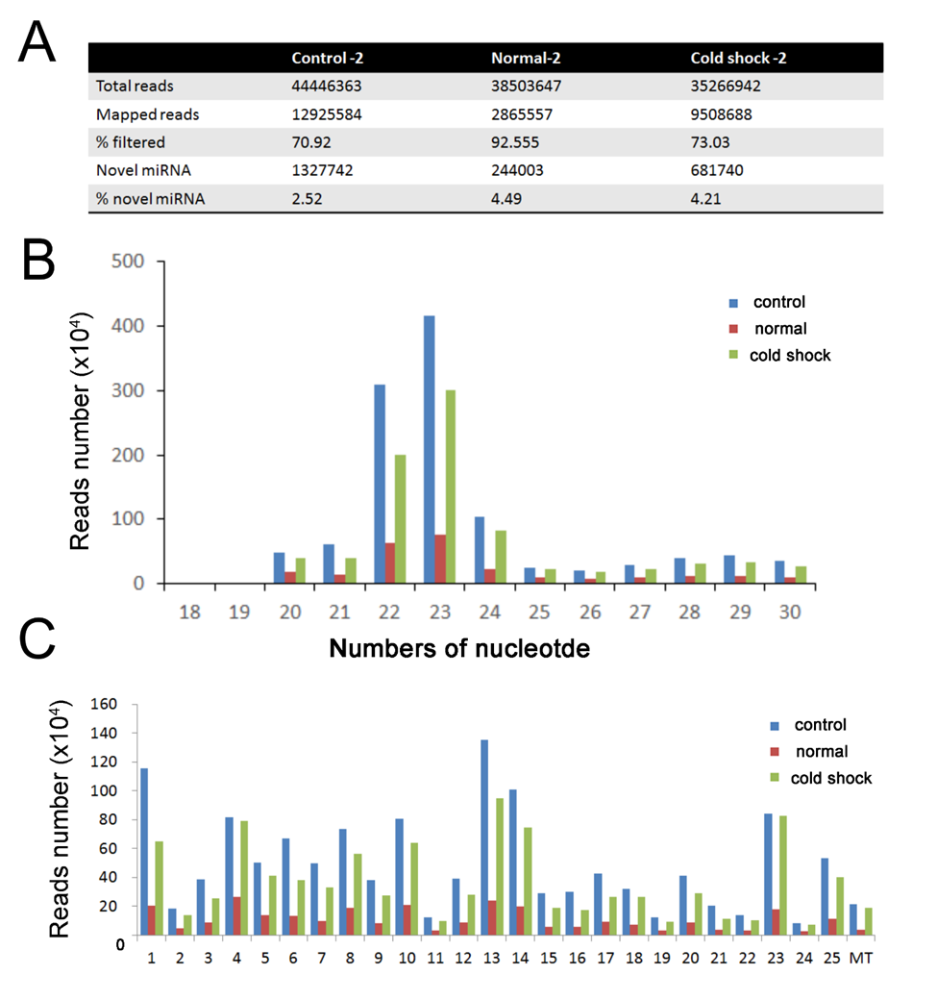 A
Control -2 Normal-2 Cold shock -2
Total reads 44446363 38503647 35266942
Mapped reads 12925584 2865557 9508688
% filtered 70.92 92.555 73.03
Novel miRNA 1327742 244003 681740
% novel miRNA 2.52 4.49 4.21
B
Reads number (x10⁴)
500
400
300
200
100
0
control
normal
cold shock
18 19 20 21 22 23 24 25 26 27 28 29 30
Numbers of nucleotde
C
Reads number (x10⁴)
160
140
120
100
80
60
40
20
0
control
normal
cold shock
1 2 3 4 5 6 7 8 9 10 11 12 13 14 15 16 17 18 19 20 21 22 23 24 25 MT